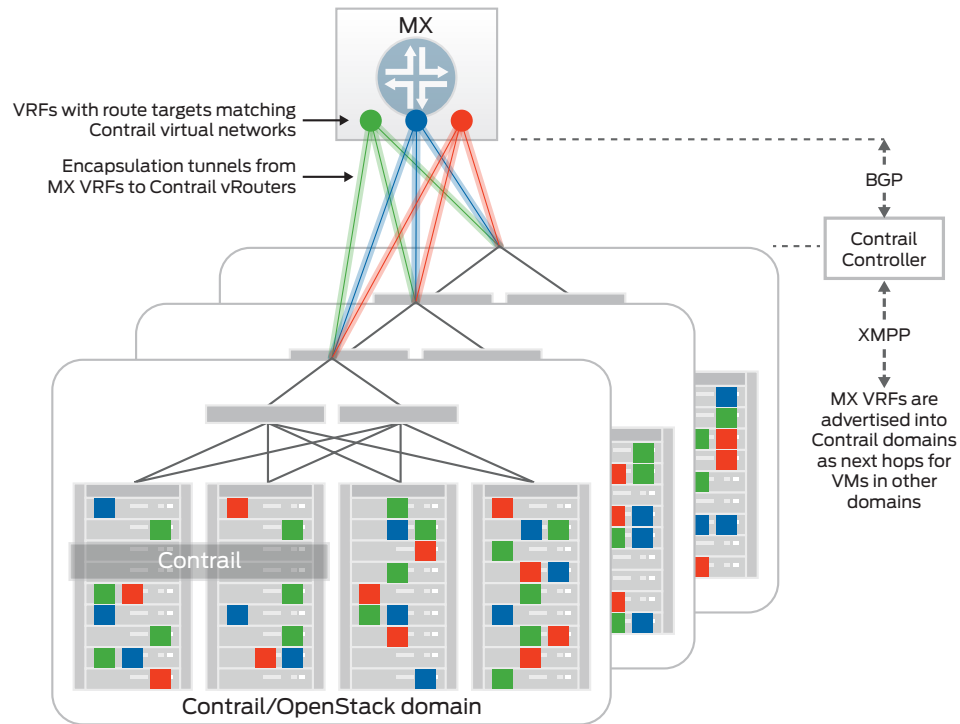 MX
VRFs with route targets matching
Contrail virtual networks
Encapsulation tunnels from
MX VRFs to Contrail vRouters
BGP
Contrail
Controller
XMPP
MX VRFs are
advertised into
Contrail domains
as next hops for
VMs in other
domains
Contrail
Contrail/OpenStack domain